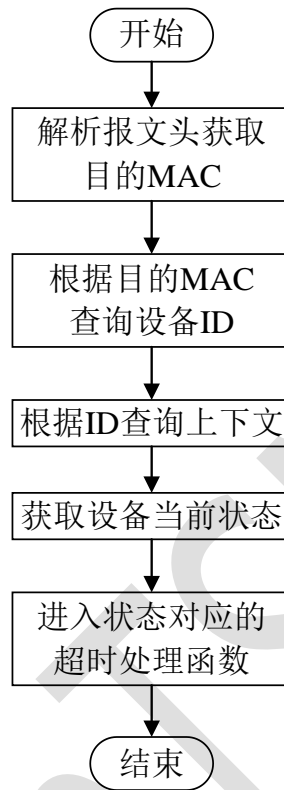 开始
解析报文头获取
目的MAC
根据目的MAC
查询设备ID
根据ID查询上下文
获取设备当前状态
进入状态对应的
超时处理函数
结束